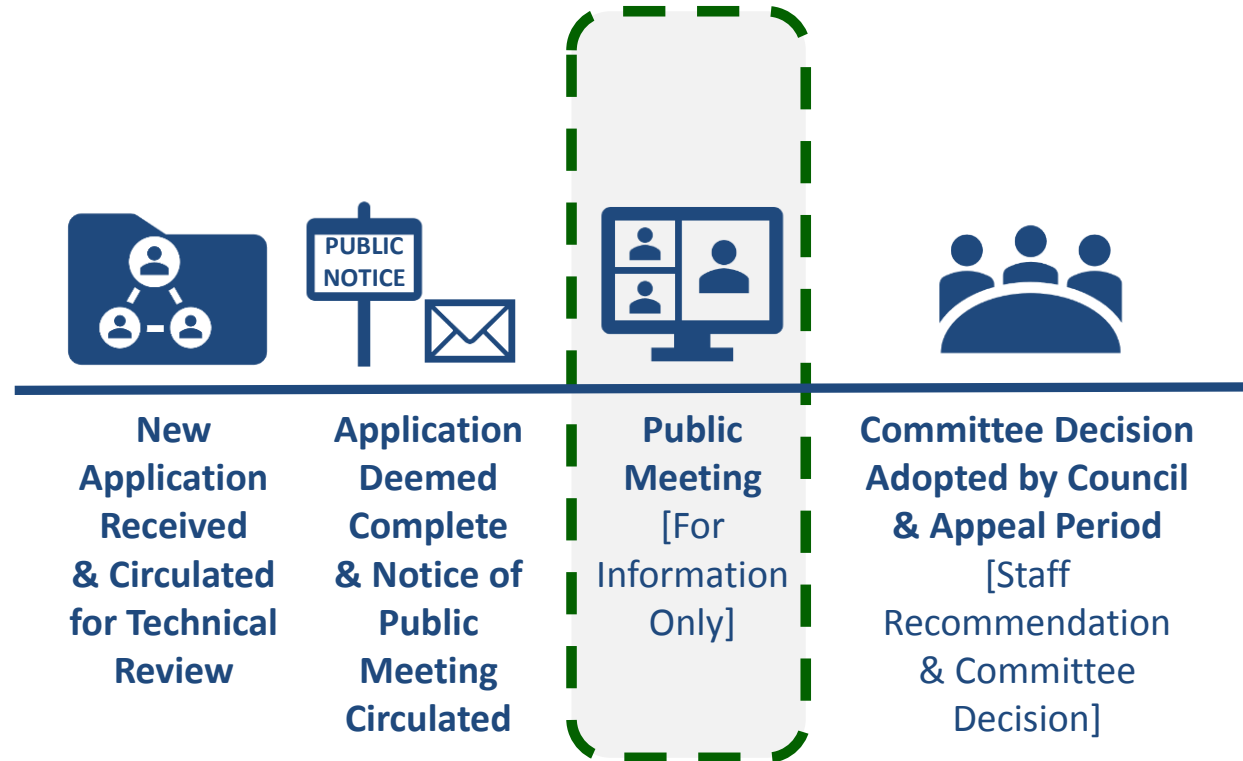 PUBLIC
NOTICE
New
Application
Received
& Circulated
for Technical
Review
Application
Deemed
Complete
& Notice of
Public
Meeting
Circulated
Public
Meeting
[For
Information
Only]
Committee Decision
Adopted by Council
& Appeal Period
[Staff
Recommendation
& Committee
Decision]